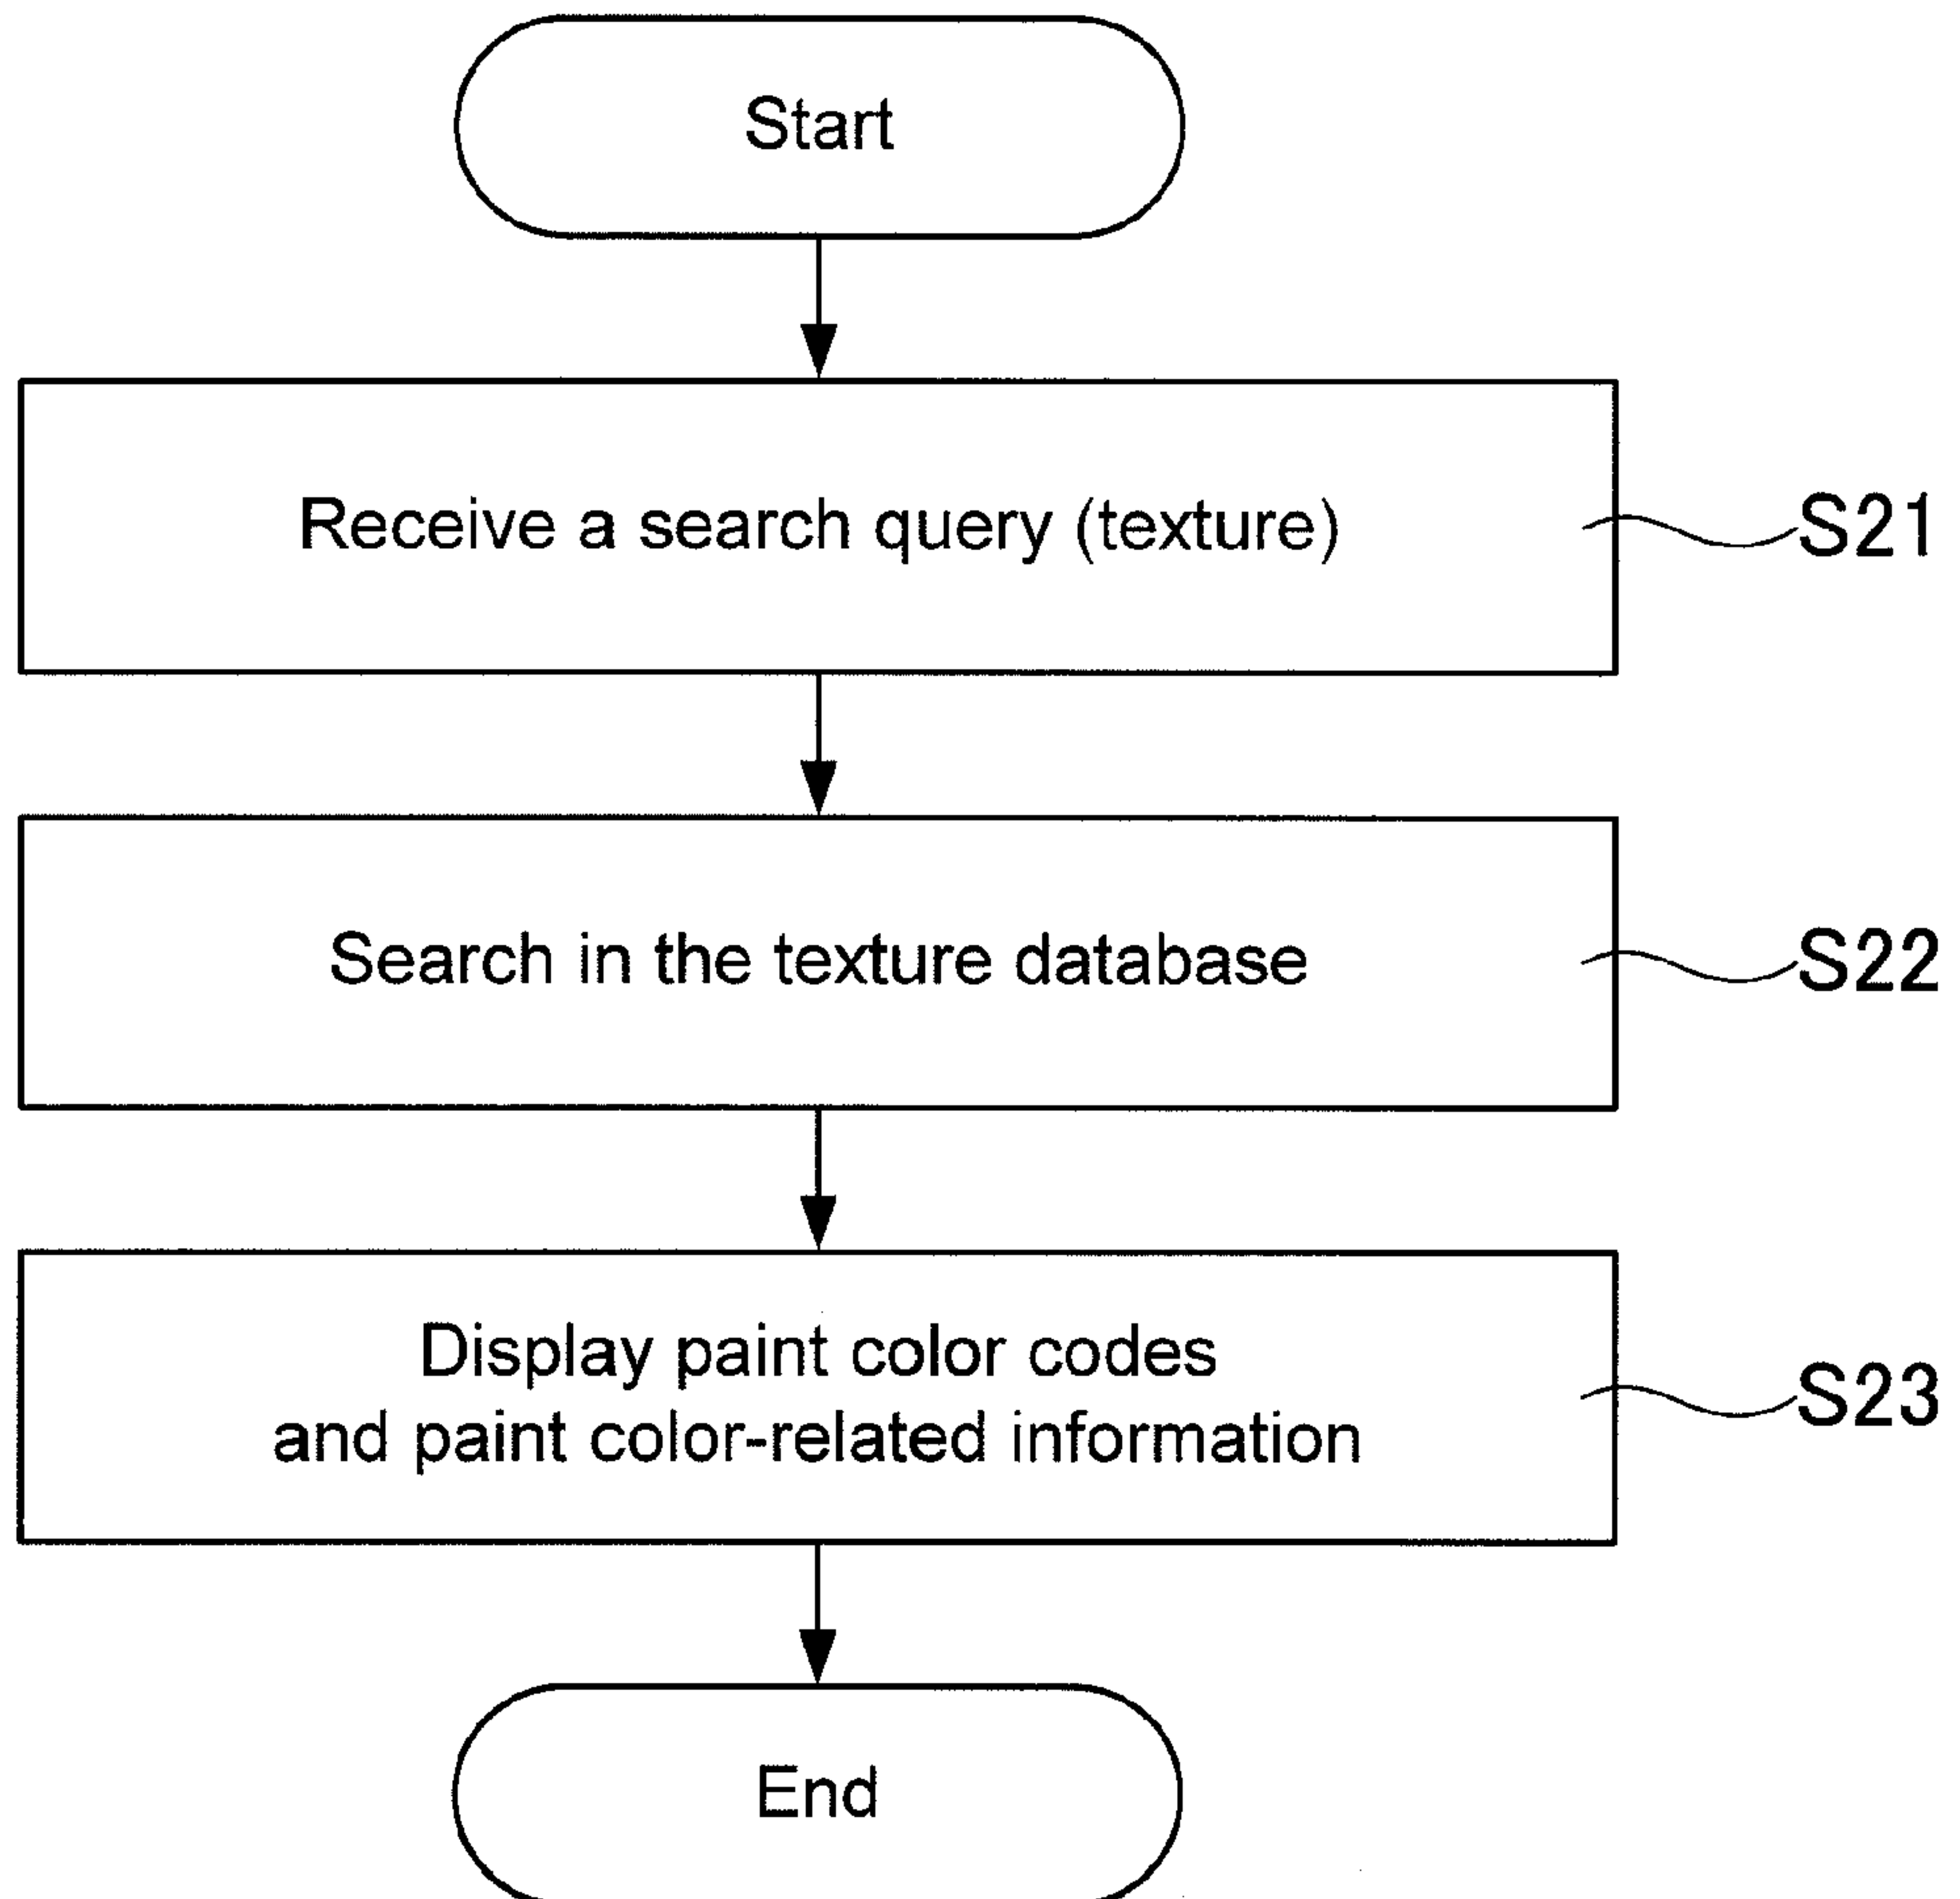 Start
Receive a search query (texture)
S21
Search in the texture database
S22
Display paint color codes
and paint color-related information
S23
End